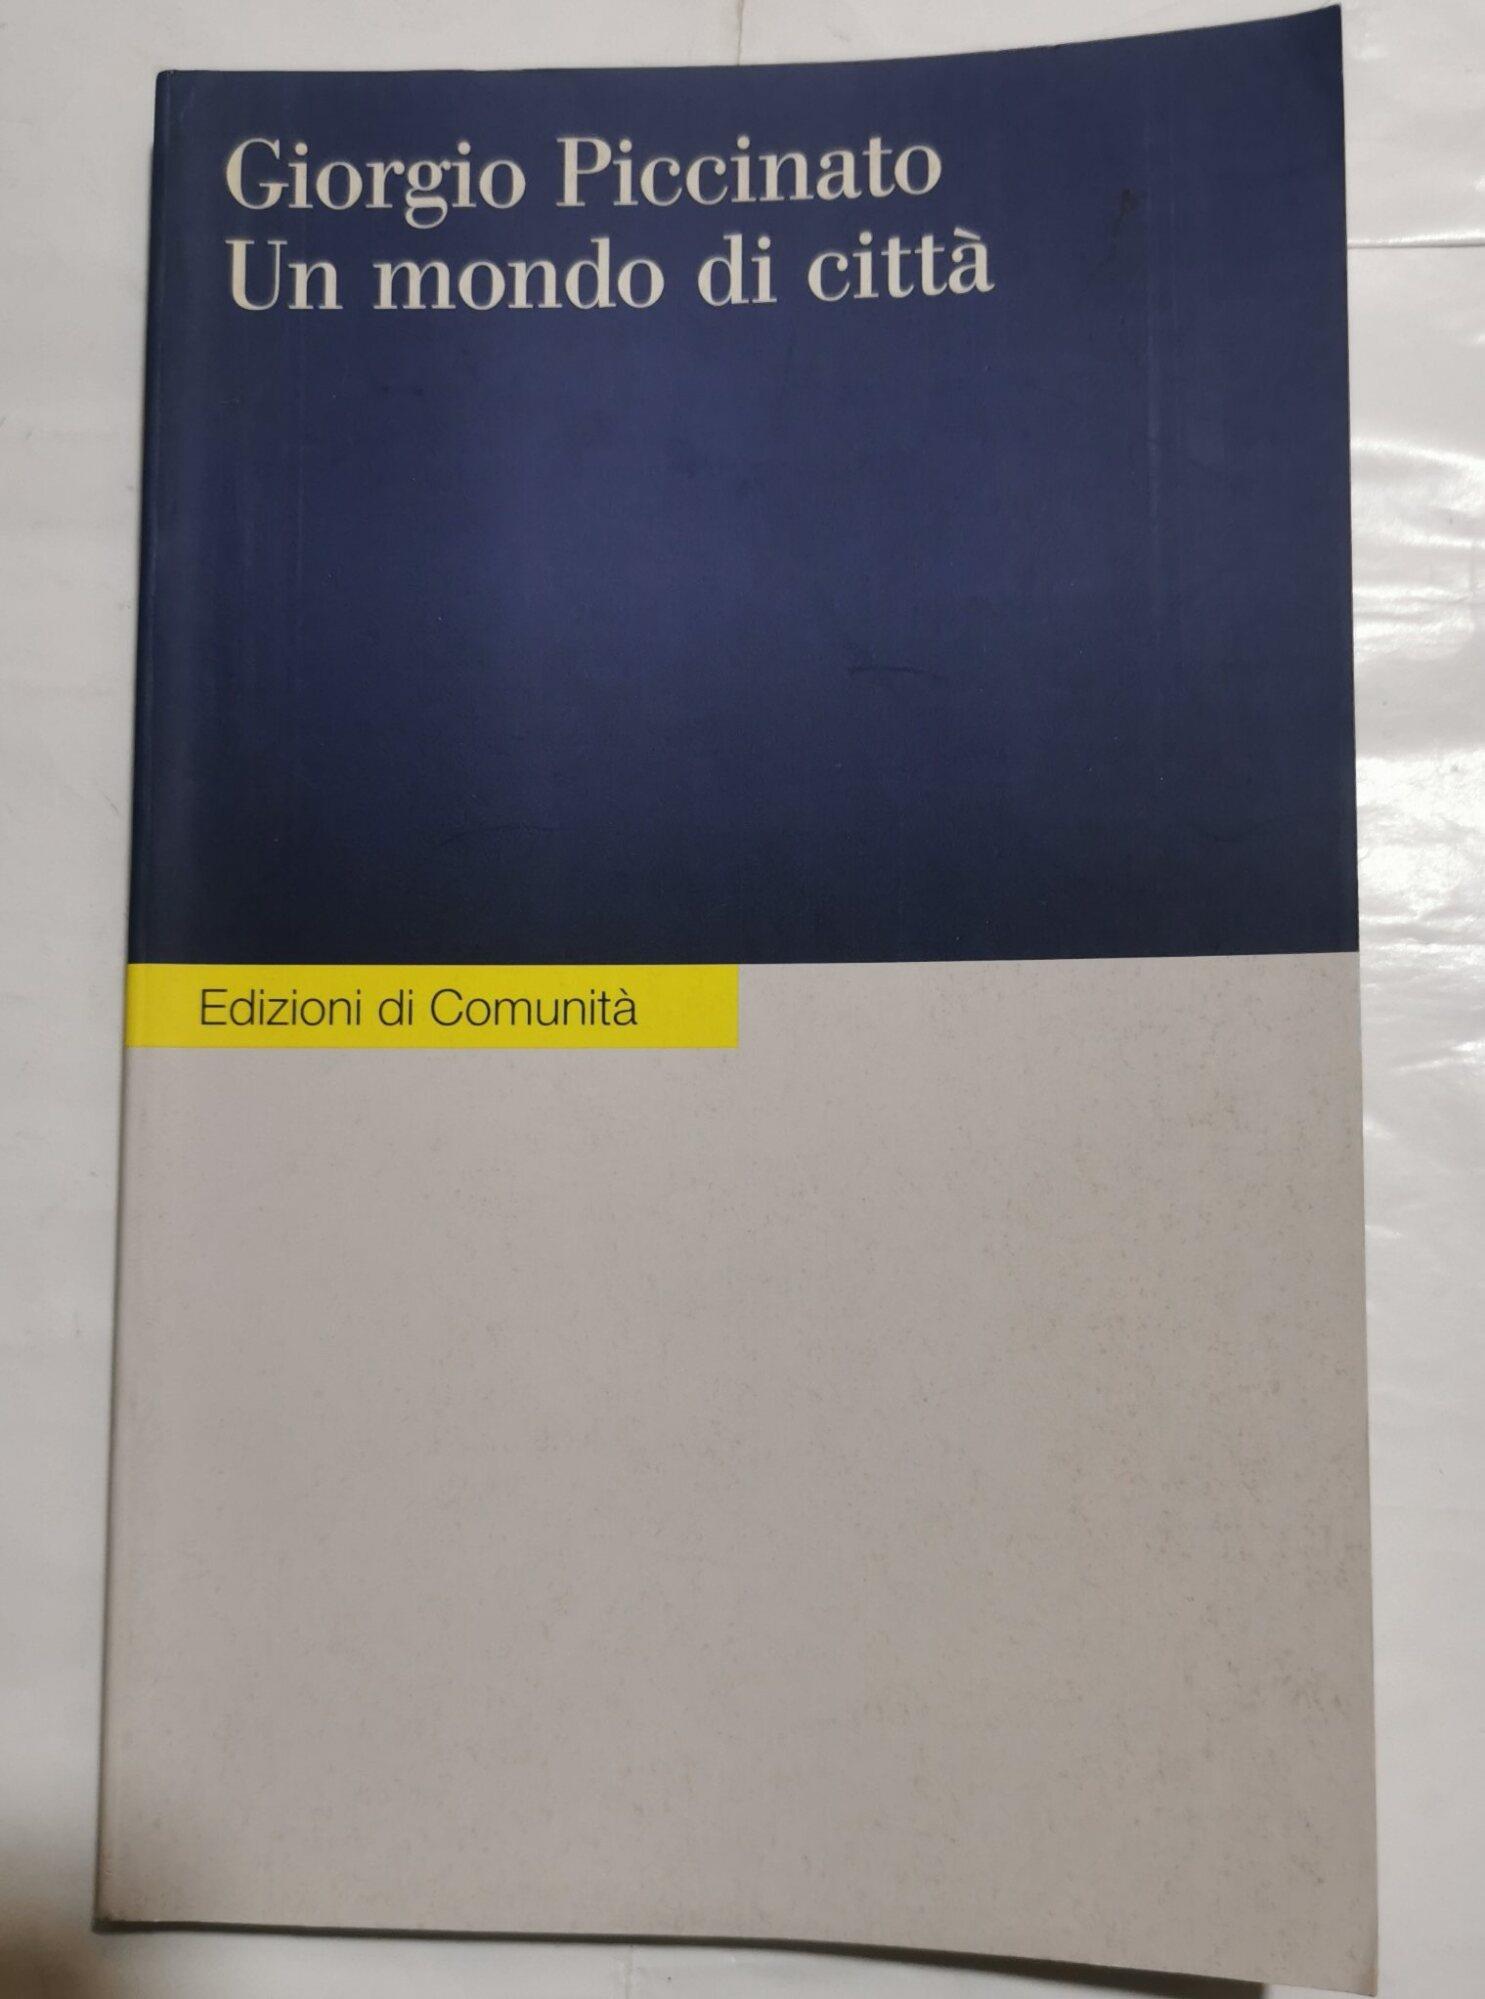 Giorgio Piccinato
Un mondo di città
Edizioni di Comunità